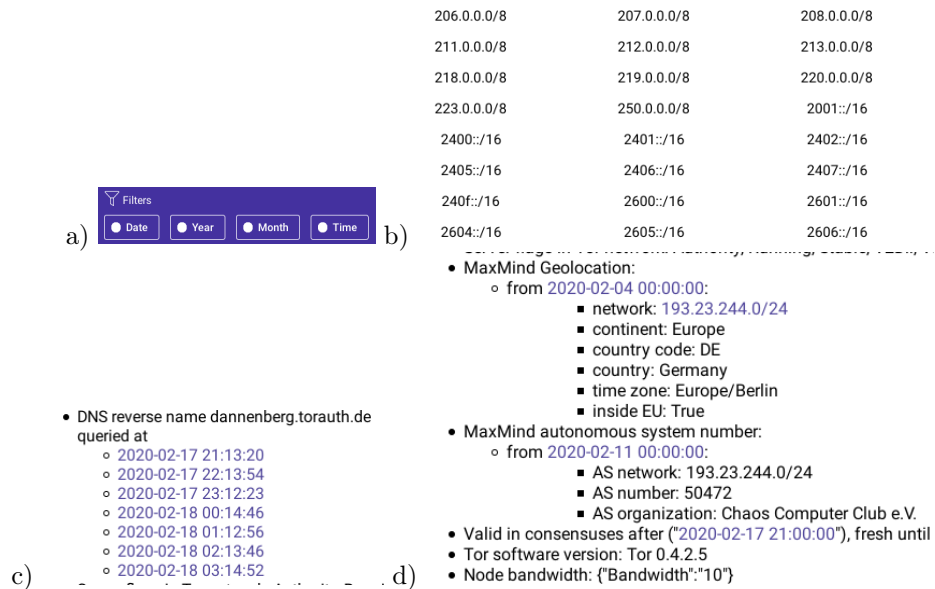 a)
Filters
Date Year Month Time
b)
206.0.0.0/8 207.0.0.0/8 208.0.0.0/8
211.0.0.0/8 212.0.0.0/8 213.0.0.0/8
218.0.0.0/8 219.0.0.0/8 220.0.0.0/8
223.0.0.0/8 250.0.0.0/8 2001::/16
2400::/16 2401::/16 2402::/16
2405::/16 2406::/16 2407::/16
240f::/16 2600::/16 2601::/16
2604::/16 2605::/16 2606::/16
c)
• DNS reverse name dannenberg.torauth.de
queried at
2020-02-17 21:13:20
2020-02-17 22:13:54
2020-02-17 23:12:23
2020-02-18 00:14:46
2020-02-18 01:12:56
2020-02-18 02:13:46
2020-02-18 03:14:52
d)
• MaxMind Geolocation:
from 2020-02-04 00:00:00:
network: 193.23.244.0/24
continent: Europe
country code: DE
country: Germany
time zone: Europe/Berlin
inside EU: True
• MaxMind autonomous system number:
from 2020-02-11 00:00:00:
AS network: 193.23.244.0/24
AS number: 50472
AS organization: Chaos Computer Club e.V.
• Valid in consensuses after ("2020-02-17 21:00:00"), fresh until
• Tor software version: Tor 0.4.2.5
• Node bandwidth: {"Bandwidth":"10"}